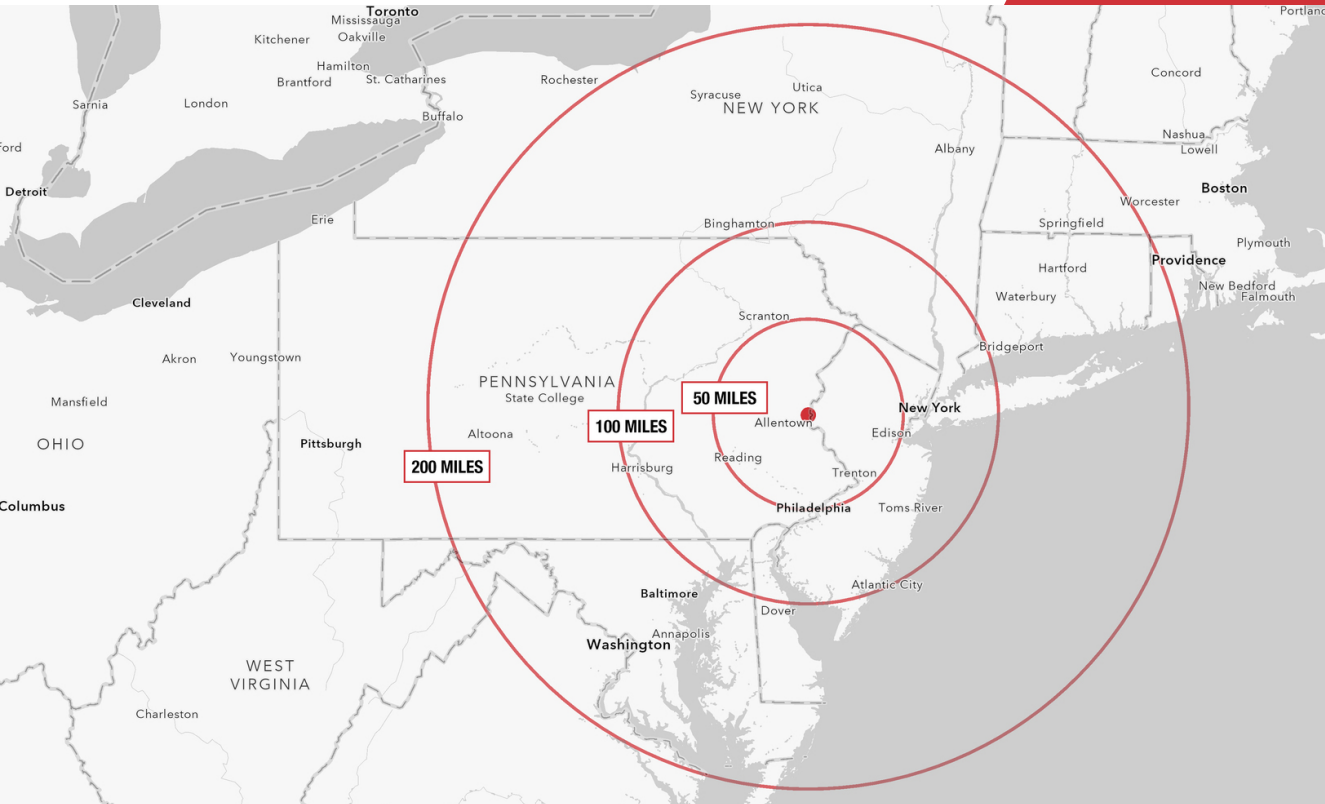 Toronto
Mississauga
Oakville
Kitchener
Hamilton
Brantford
St. Catharines
Rochester
Sarnia
London
Buffalo
Syracuse
Utica
NEW YORK
Concord
Nashua
Lowell
Albany
Detroit
Boston
Worcester
Erie
Binghamton
Springfield
Plymouth
Providence
Hartford
New Bedford
Falmouth
Waterbury
Cleveland
Scranton
Bridgeport
Akron
Youngstown
PENNSYLVANIA
State College
50 MILES
Mansfield
New York
Allentown
100 MILES
Edison
Altoona
OHIO
Pittsburgh
Reading
200 MILES
Harrisburg
Trenton
Columbus
Philadelphia
Toms River
Atlantic City
Baltimore
Dover
Annapolis
Washington
WEST
VIRGINIA
Charleston